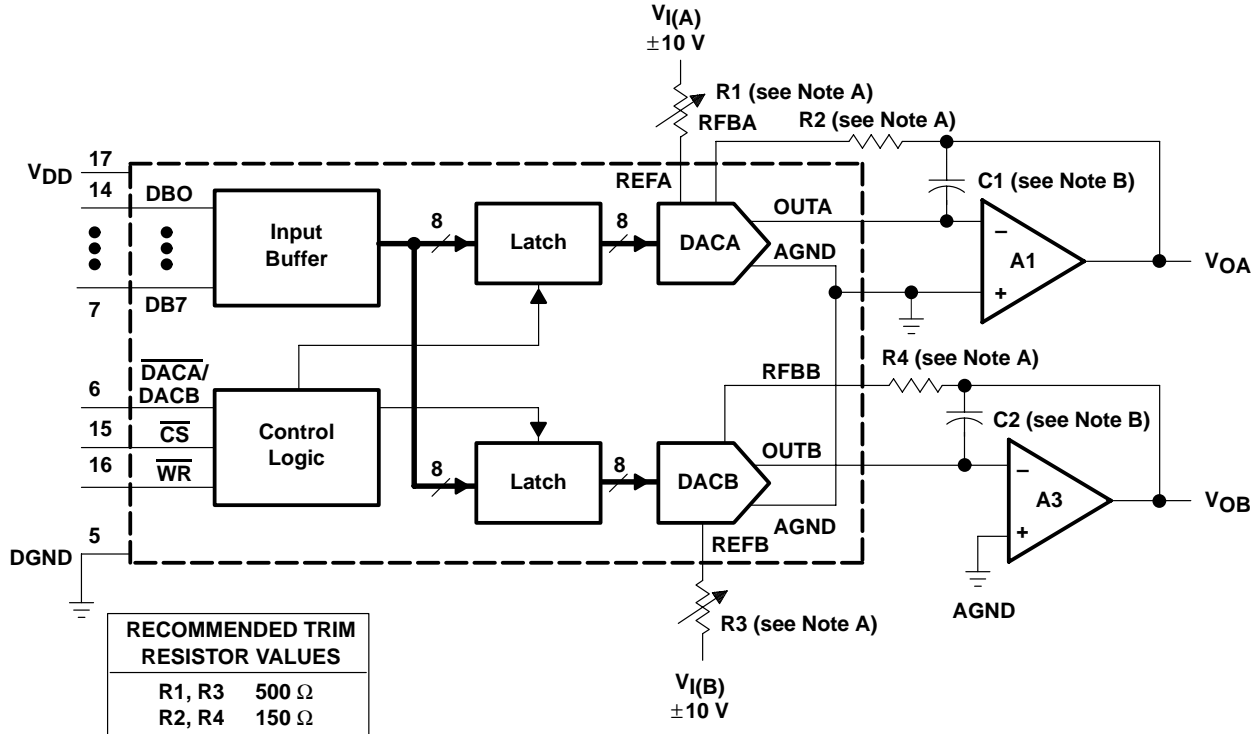 VI(A)
±10 V
R1 (see Note A)
RFBA
R2 (see Note A)
17
VDD
REFA
C1 (see Note B)
14
DBO
8
8
OUTA
Input
Buffer
Latch
DACA
−
AGND
A1
VOA
+
7
DB7
R4 (see Note A)
DACA/
DACB
6
RFBB
15
CS
Control
Logic
C2 (see Note B)
16
WR
8
8
OUTB
Latch
DACB
−
A3
VOB
AGND
+
5
REFB
DGND
AGND
R3 (see Note A)
RECOMMENDED TRIM
RESISTOR VALUES
R1, R3 500 Ω
R2, R4 150 Ω
VI(B)
±10 V